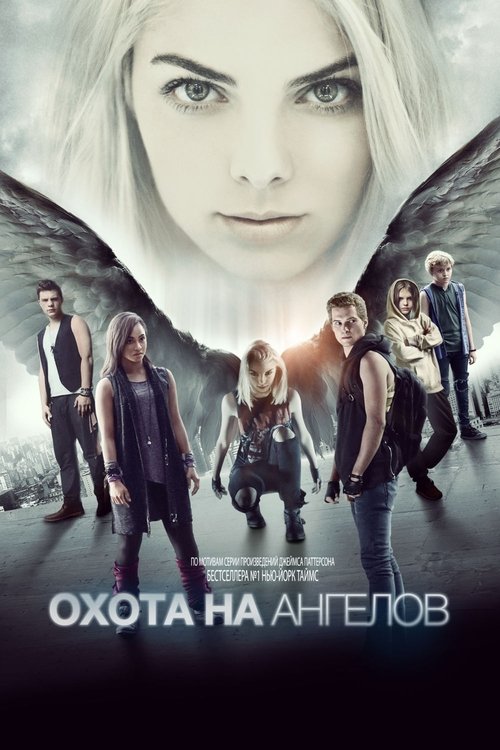 ПО МОТИВАМ СЕРИИ ПРОИЗВЕДЕНИЙ ДЖЕЙМСА ПАТТЕРСОНА
БЕСТСЕЛЛЕРА №1 НЬЮ-ЙОРК ТАЙМС
ОХОТА НА АНГЕЛОВ